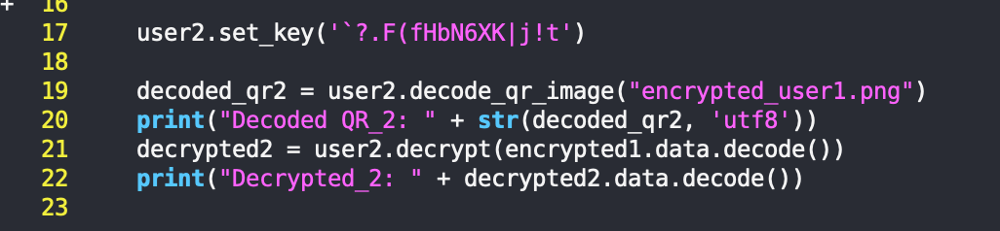 + 16
17 user2.set_key('`?.F(fHbN6XK|j!t')
18
19 decoded_qr2 = user2.decode_qr_image("encrypted_user1.png")
20 print("Decoded QR_2: " + str(decoded_qr2, 'utf8'))
21 decrypted2 = user2.decrypt(encrypted1.data.decode())
22 print("Decrypted_2: " + decrypted2.data.decode())
23